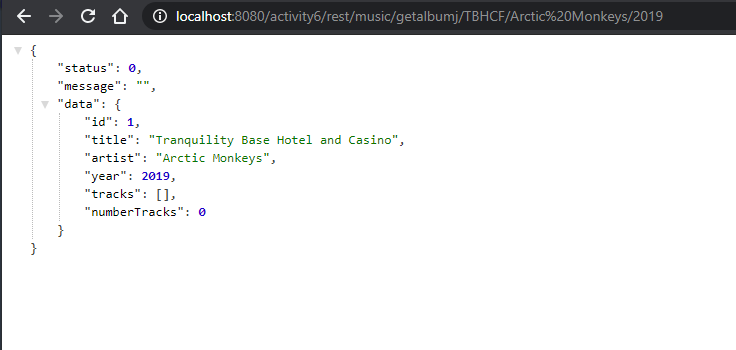 localhost:8080/activity6/rest/music/getalbumj/TBHCF/Arctic%20Monkeys/2019
{
"status": 0,
"message": "",
"data": {
"id": 1,
"title": "Tranquility Base Hotel and Casino",
"artist": "Arctic Monkeys",
"year": 2019,
"tracks": [],
"numberTracks": 0
}
}